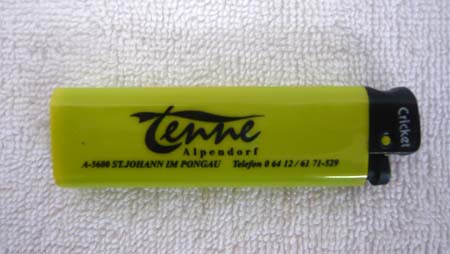 Tenne
Alpendorf
A-5600 ST.JOHANN IM PONGAU Telefon 0 64 12 / 61 71-529
Cricket